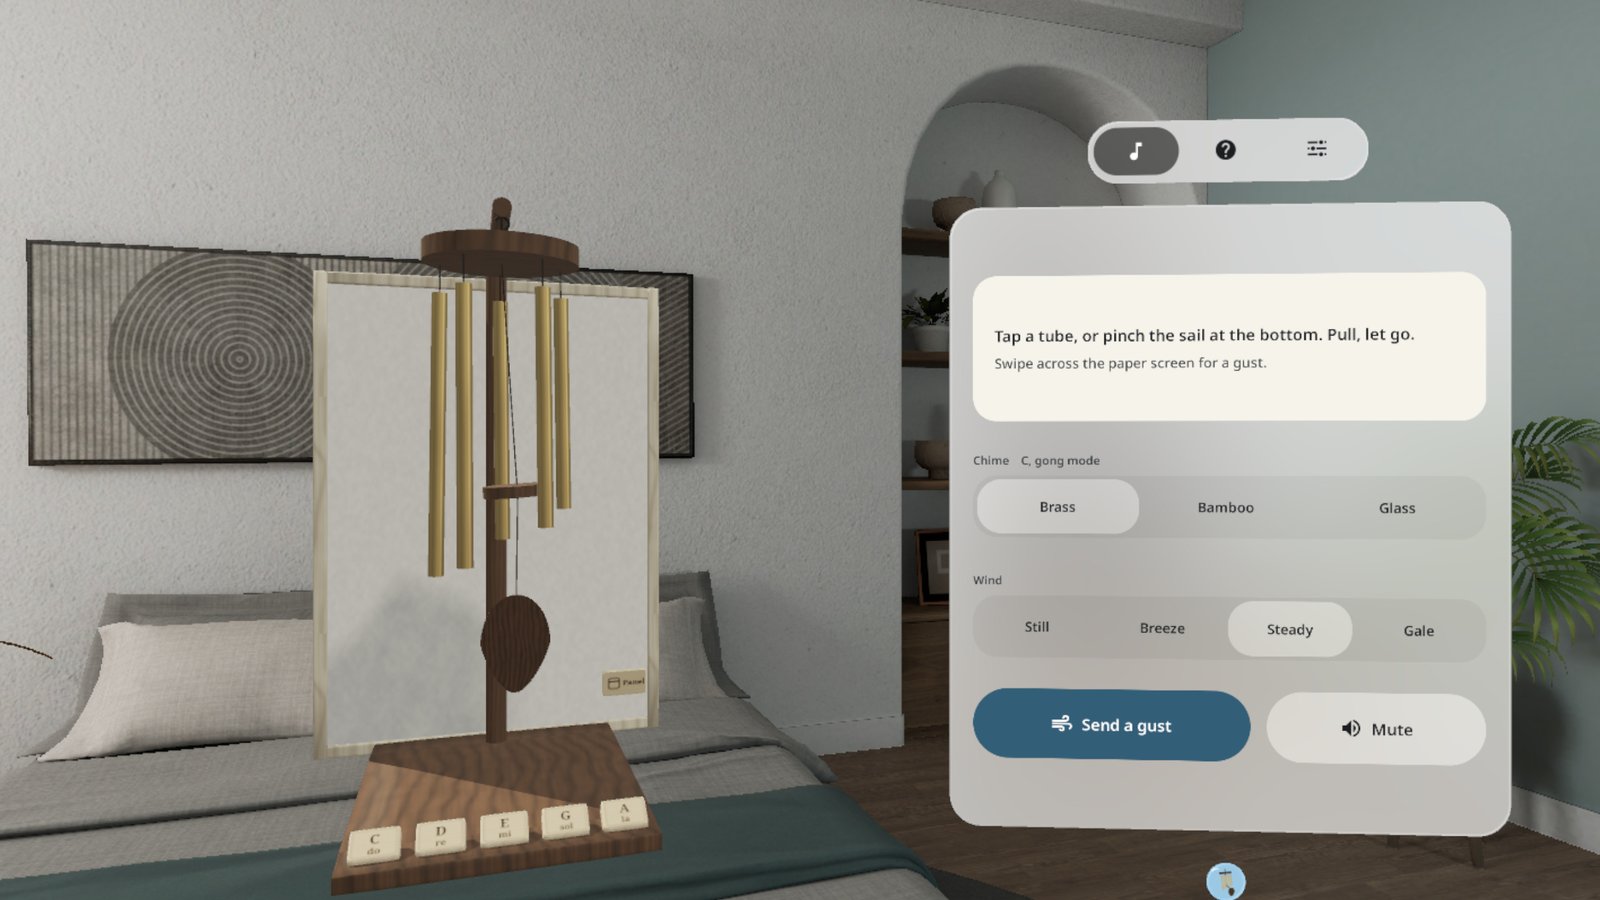 Tap a tube, or pinch the sail at the bottom. Pull, let go.
Swipe across the paper screen for a gust.
Chime C, gong mode
Brass Bamboo Glass
Wind
Still Breeze Steady Gale
Send a gust Mute
Panel
C D E G A
do re mi sol la